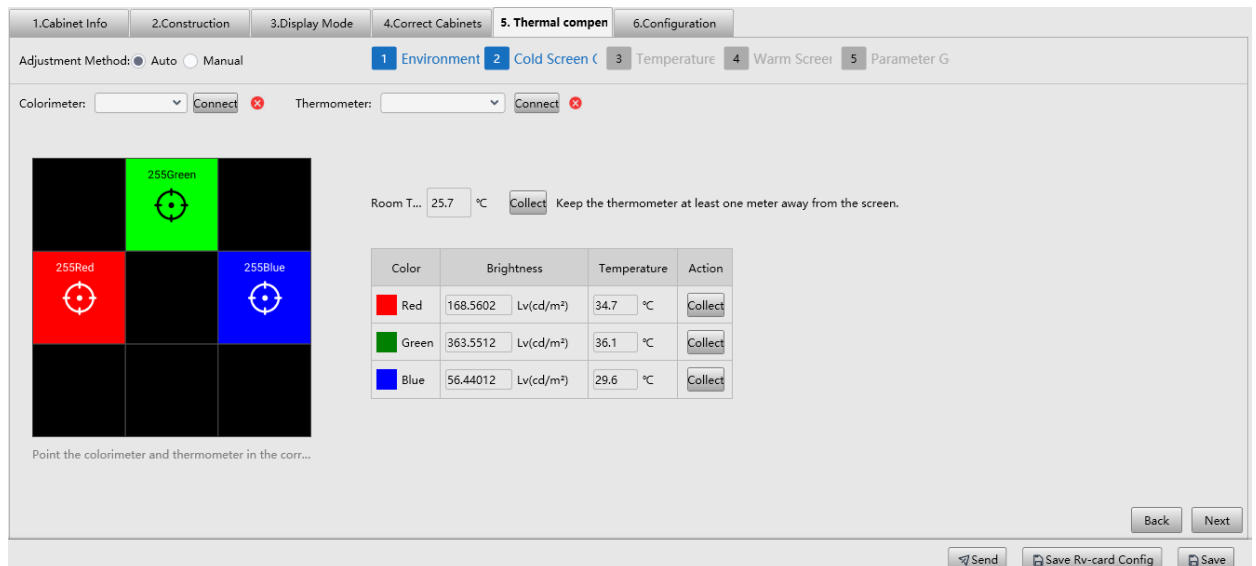 1.Cabinet Info 2.Construction 3.Display Mode 4.Correct Cabinets 5. Thermal compen 6.Configuration
Adjustment Method: Auto Manual 1 Environment 2 Cold Screen C 3 Temperature 4 Warm Screen 5 Parameter G
Colorimeter: Connect Thermometer: Connect
255Green
255Red 255Blue
Point the colorimeter and thermometer in the corr...
Room T... 25.7 ℃ Collect Keep the thermometer at least one meter away from the screen.
Color Brightness Temperature Action
Red 168.5602 Lv(cd/m²) 34.7 ℃ Collect
Green 363.5512 Lv(cd/m²) 36.1 ℃ Collect
Blue 56.44012 Lv(cd/m²) 29.6 ℃ Collect
Back Next
Send Save Rv-card Config Save